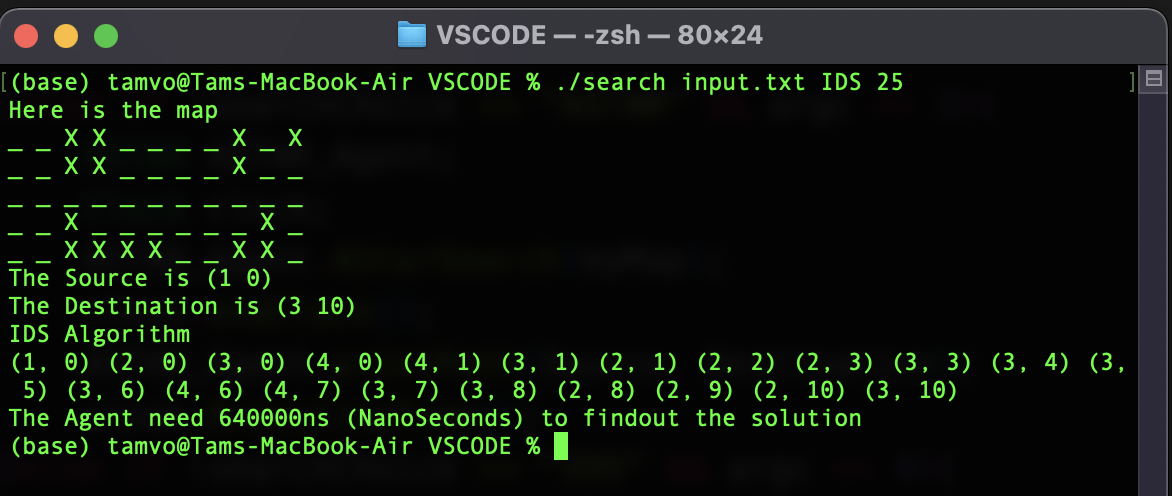 VSCODE — -zsh — 80×24
[(base) tamvo@Tams-MacBook-Air VSCODE % ./search input.txt IDS 25 ]
Here is the map
_ _ X X _ _ _ _ X _ X
_ _ X X _ _ _ _ X _ _
_ _ _ _ _ _ _ _ _ _ _
_ _ X _ _ _ _ _ _ X _
_ _ X X X X _ _ X X _
The Source is (1 0)
The Destination is (3 10)
IDS Algorithm
(1, 0) (2, 0) (3, 0) (4, 0) (4, 1) (3, 1) (2, 1) (2, 2) (2, 3) (3, 3) (3, 4) (3,
 5) (3, 6) (4, 6) (4, 7) (3, 7) (3, 8) (2, 8) (2, 9) (2, 10) (3, 10)
The Agent need 640000ns (NanoSeconds) to findout the solution
(base) tamvo@Tams-MacBook-Air VSCODE %